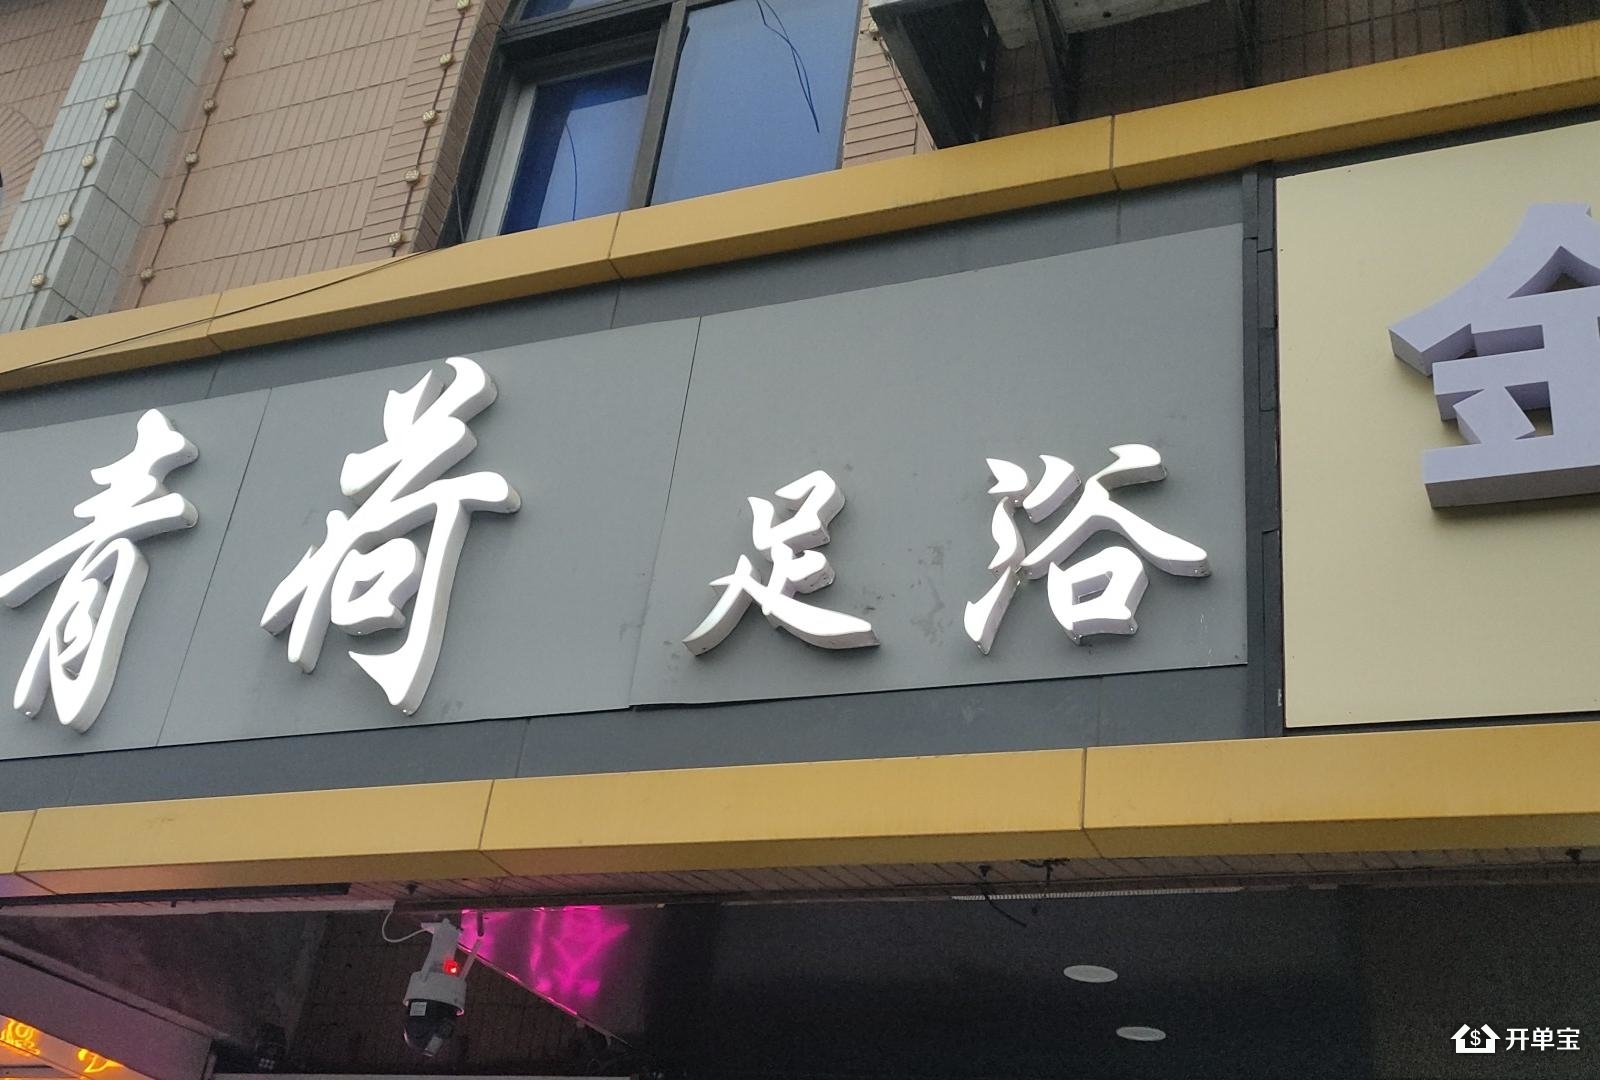 青荷 足浴
金
开单宝